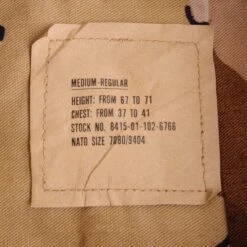 MEDIUM-REGULAR
HEIGHT: FROM 67 TO 71
CHEST: FROM 37 TO 41
STOCK NO. 8415-01-102-6766
NATO SIZE 7080/9404